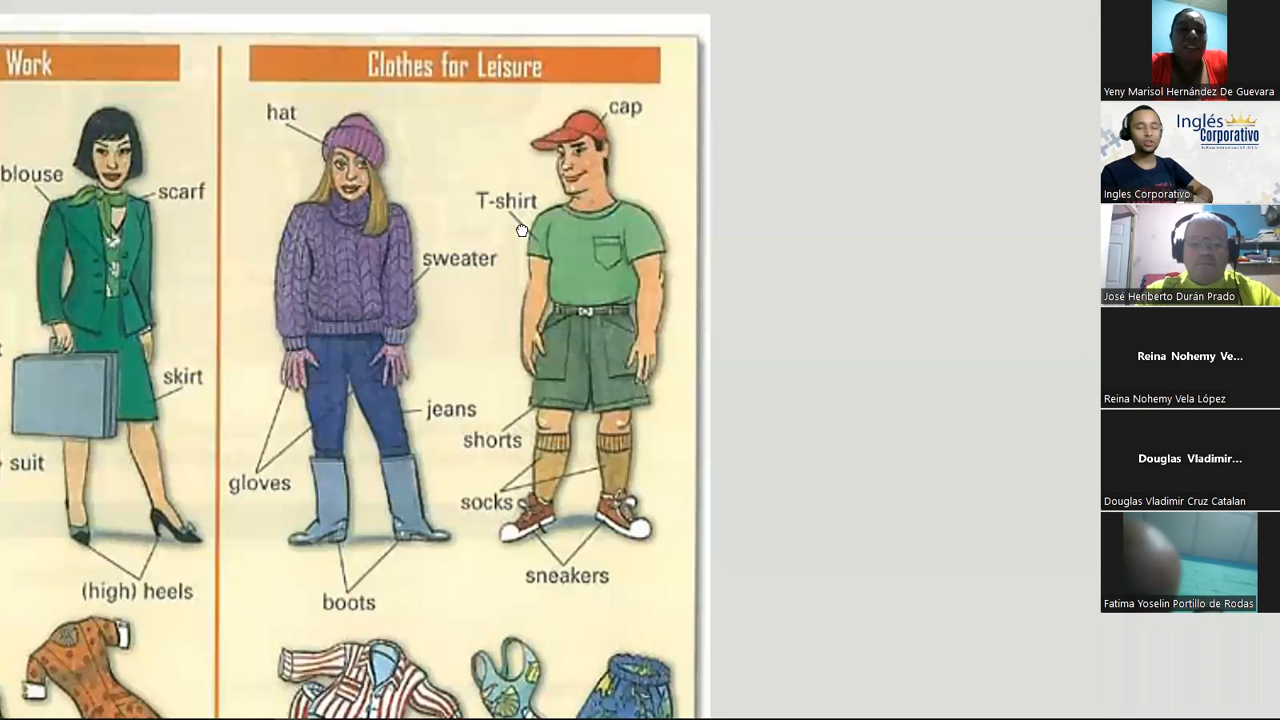 Work
blouse
scarf
skirt
suit
(high) heels
Clothes for Leisure
hat
cap
T-shirt
sweater
jeans
shorts
gloves
socks
sneakers
boots
Yeny Marisol Hernández De Guevara
Inglés
Corporativo
Ingles Corporativo
José Heriberto Durán Prado
Reina Nohemy Ve...
Reina Nohemy Vela López
Douglas Vladimir...
Douglas Vladimir Cruz Catalan
Fatima Yoselin Portillo de Rodas